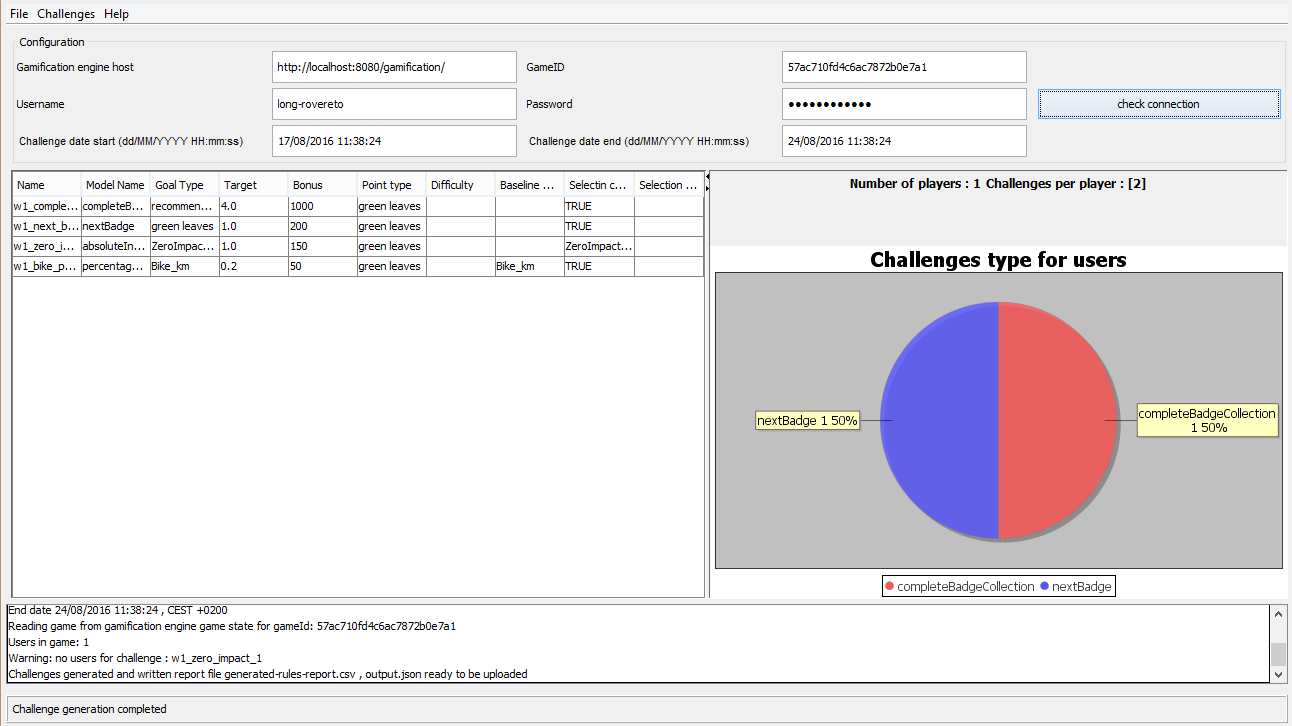 File Challenges Help
Configuration
Gamification engine host http://localhost:8080/gamification/ GameID 57ac710fd4c6ac7872b0e7a1
Username long-rovereto Password ●●●●●●●●●●●● check connection
Challenge date start (dd/MM/YYYY HH:mm:ss) 17/08/2016 11:38:24 Challenge date end (dd/MM/YYYY HH:mm:ss) 24/08/2016 11:38:24
Name Model Name Goal Type Target Bonus Point type Difficulty Baseline ... Selectin c... Selection ...
w1_comple... completeB... recommen... 4.0 1000 green leaves TRUE
w1_next_b... nextBadge green leaves 1.0 200 green leaves TRUE
w1_zero_i... absoluteIn... ZeroImpac... 1.0 150 green leaves ZeroImpact...
w1_bike_p... percentag... Bike_km 0.2 50 green leaves Bike_km TRUE
Number of players : 1 Challenges per player : [2]
Challenges type for users
nextBadge 1 50%
completeBadgeCollection
1 50%
completeBadgeCollection nextBadge
End date 24/08/2016 11:38:24 , CEST +0200
Reading game from gamification engine game state for gameId: 57ac710fd4c6ac7872b0e7a1
Users in game: 1
Warning: no users for challenge : w1_zero_impact_1
Challenges generated and written report file generated-rules-report.csv , output.json ready to be uploaded
Challenge generation completed